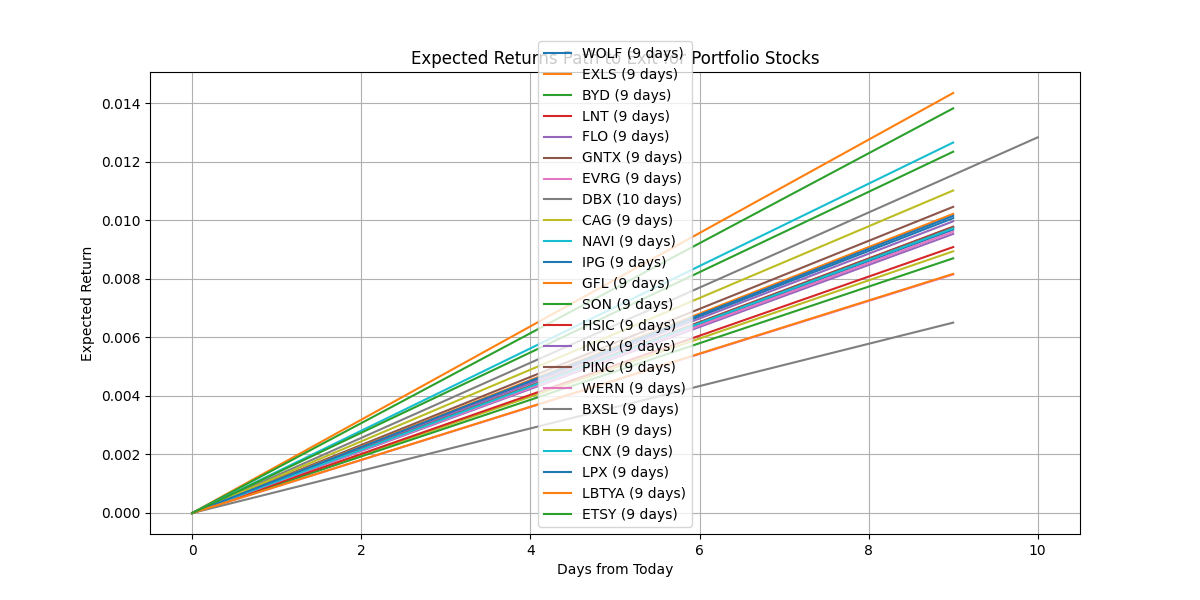 Expected Returns Path to Exit for Portfolio Stocks
WOLF (9 days)
EXLS (9 days)
BYD (9 days)
LNT (9 days)
FLO (9 days)
GNTX (9 days)
EVRG (9 days)
DBX (10 days)
CAG (9 days)
NAVI (9 days)
IPG (9 days)
GFL (9 days)
SON (9 days)
HSIC (9 days)
INCY (9 days)
PINC (9 days)
WERN (9 days)
BXSL (9 days)
KBH (9 days)
CNX (9 days)
LPX (9 days)
LBTYA (9 days)
ETSY (9 days)
Expected Return
0.014
0.012
0.010
0.008
0.006
0.004
0.002
0.000
0 2 4 6 8 10
Days from Today